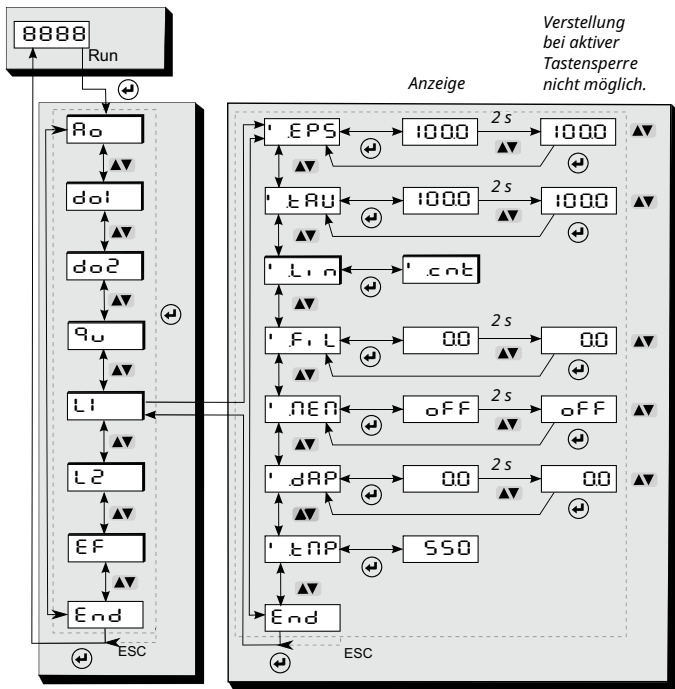 8888
Run
Verstellung
bei aktiver
Tastensperre
nicht möglich.
Anzeige
Ao
do1
do2
qu
L1
L2
EF
End
ESC
'.EPS
100.0
2 s
100.0
'.tAU
100.0
2 s
100.0
'.Lin
'.cnt
'.FiL
0.0
2 s
0.0
'.MEM
oFF
2 s
oFF
'.dAP
0.0
2 s
0.0
'.tMP
55.0
End
ESC